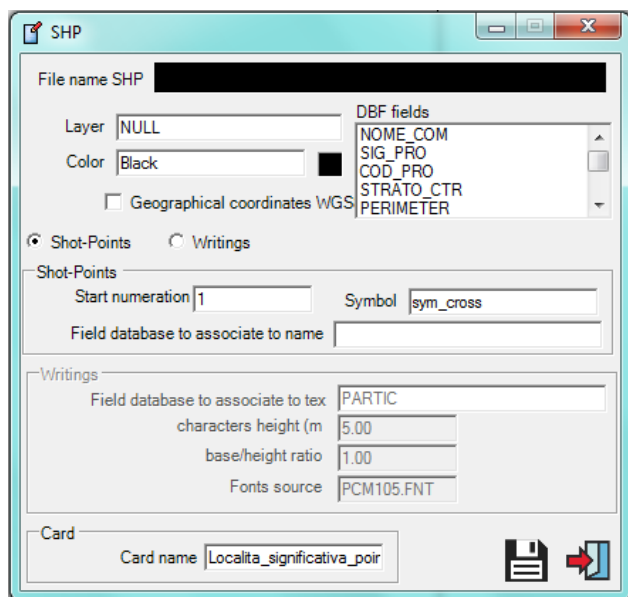 SHP
File name SHP
Layer NULL
Color Black
DBF fields
NOME_COM
SIG_PRO
COD_PRO
STRATO_CTR
PERIMETER
Geographical coordinates WGS
Shot-Points Writings
Shot-Points
Start numeration 1 Symbol sym_cross
Field database to associate to name
Writings
Field database to associate to tex PARTIC
characters height (m 5.00
base/height ratio 1.00
Fonts source PCM105.FNT
Card
Card name Localita_significativa_poir